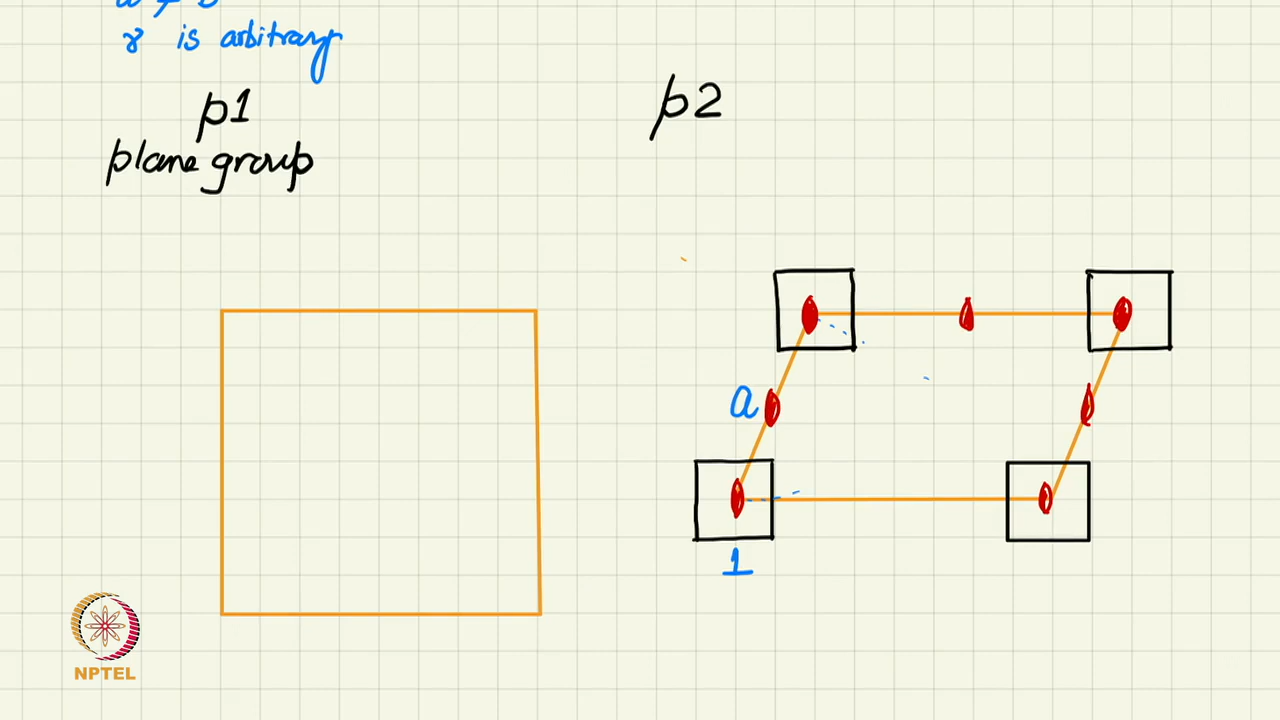 γ is arbitrary
p1
plane group
p2
a
1
NPTEL